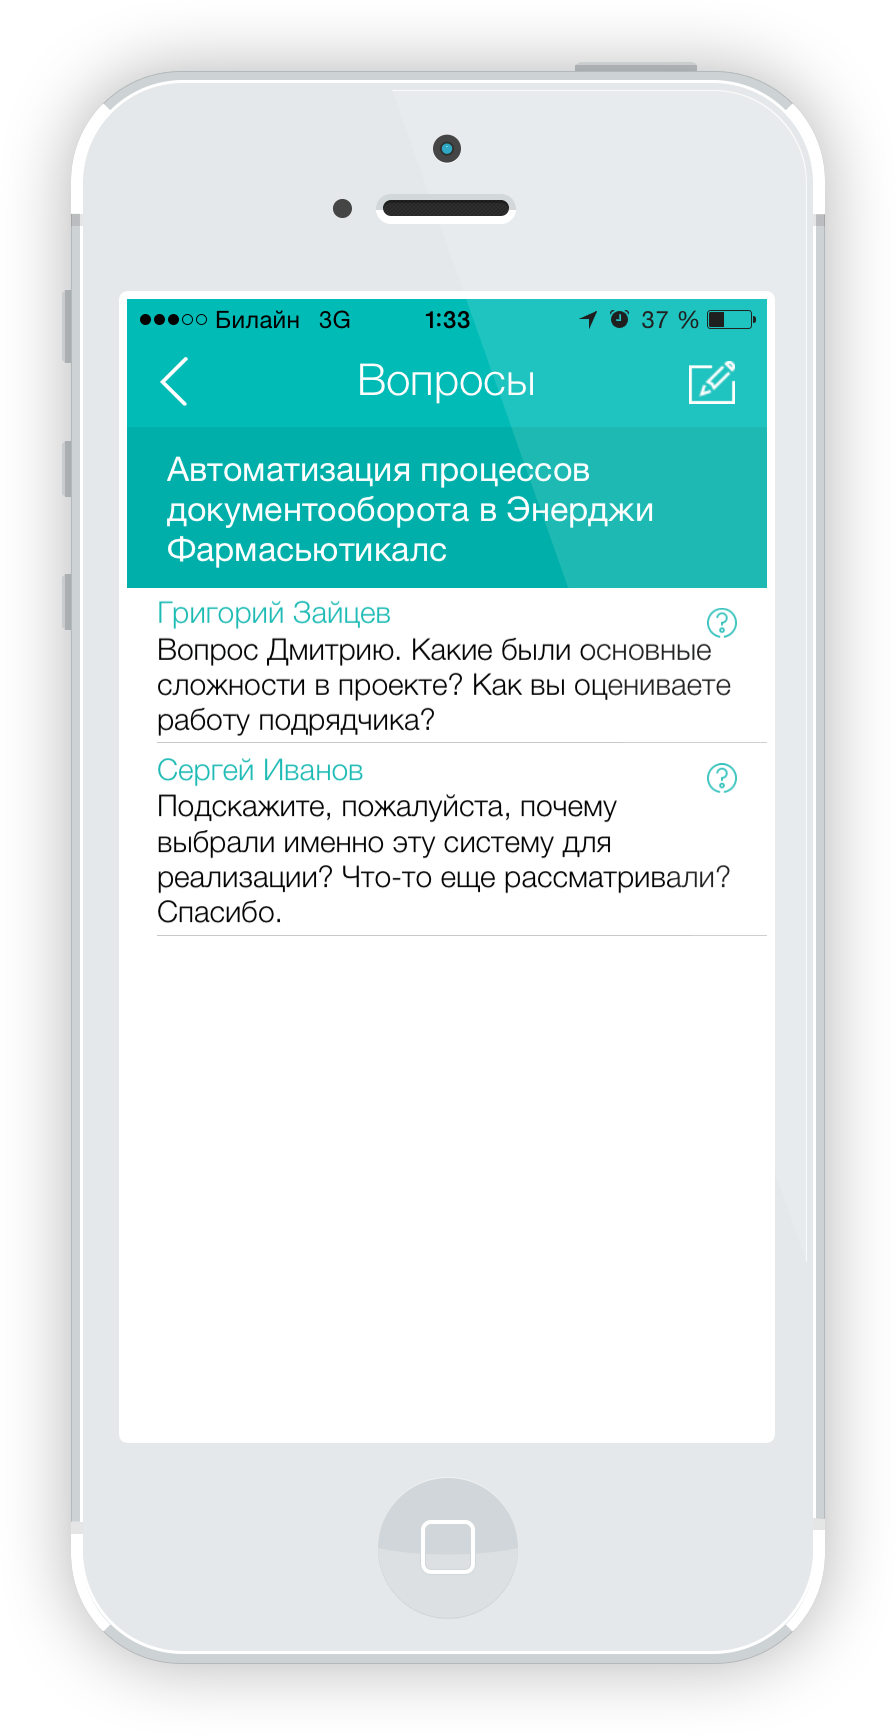 Билайн 3G 1:33 37 %
Вопросы
Автоматизация процессов
документооборота в Энерджи
Фармасьютикалс
Григорий Зайцев
Вопрос Дмитрию. Какие были основные
сложности в проекте? Как вы оцениваете
работу подрядчика?
Сергей Иванов
Подскажите, пожалуйста, почему
выбрали именно эту систему для
реализации? Что-то еще рассматривали?
Спасибо.